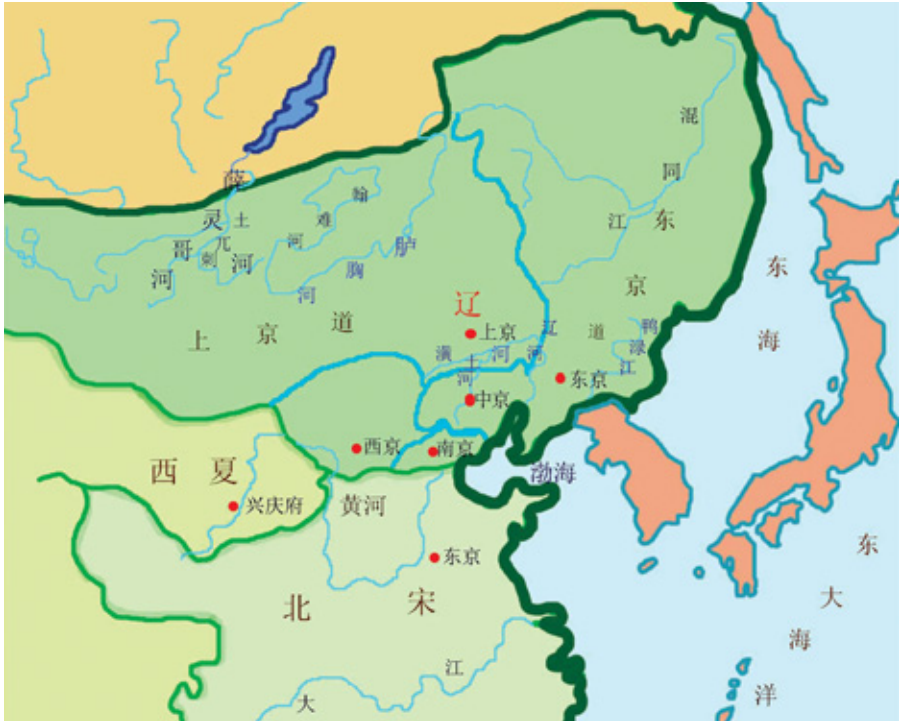 混同江
薛灵哥河
土兀剌河
斡难河
胪朐河
东京道
上京道
辽
上京
潢河
土河
辽河
鸭渌江
东京
中京
西京
南京
渤海
西夏
兴庆府
黄河
东京
北宋
大江
东海
东大海洋